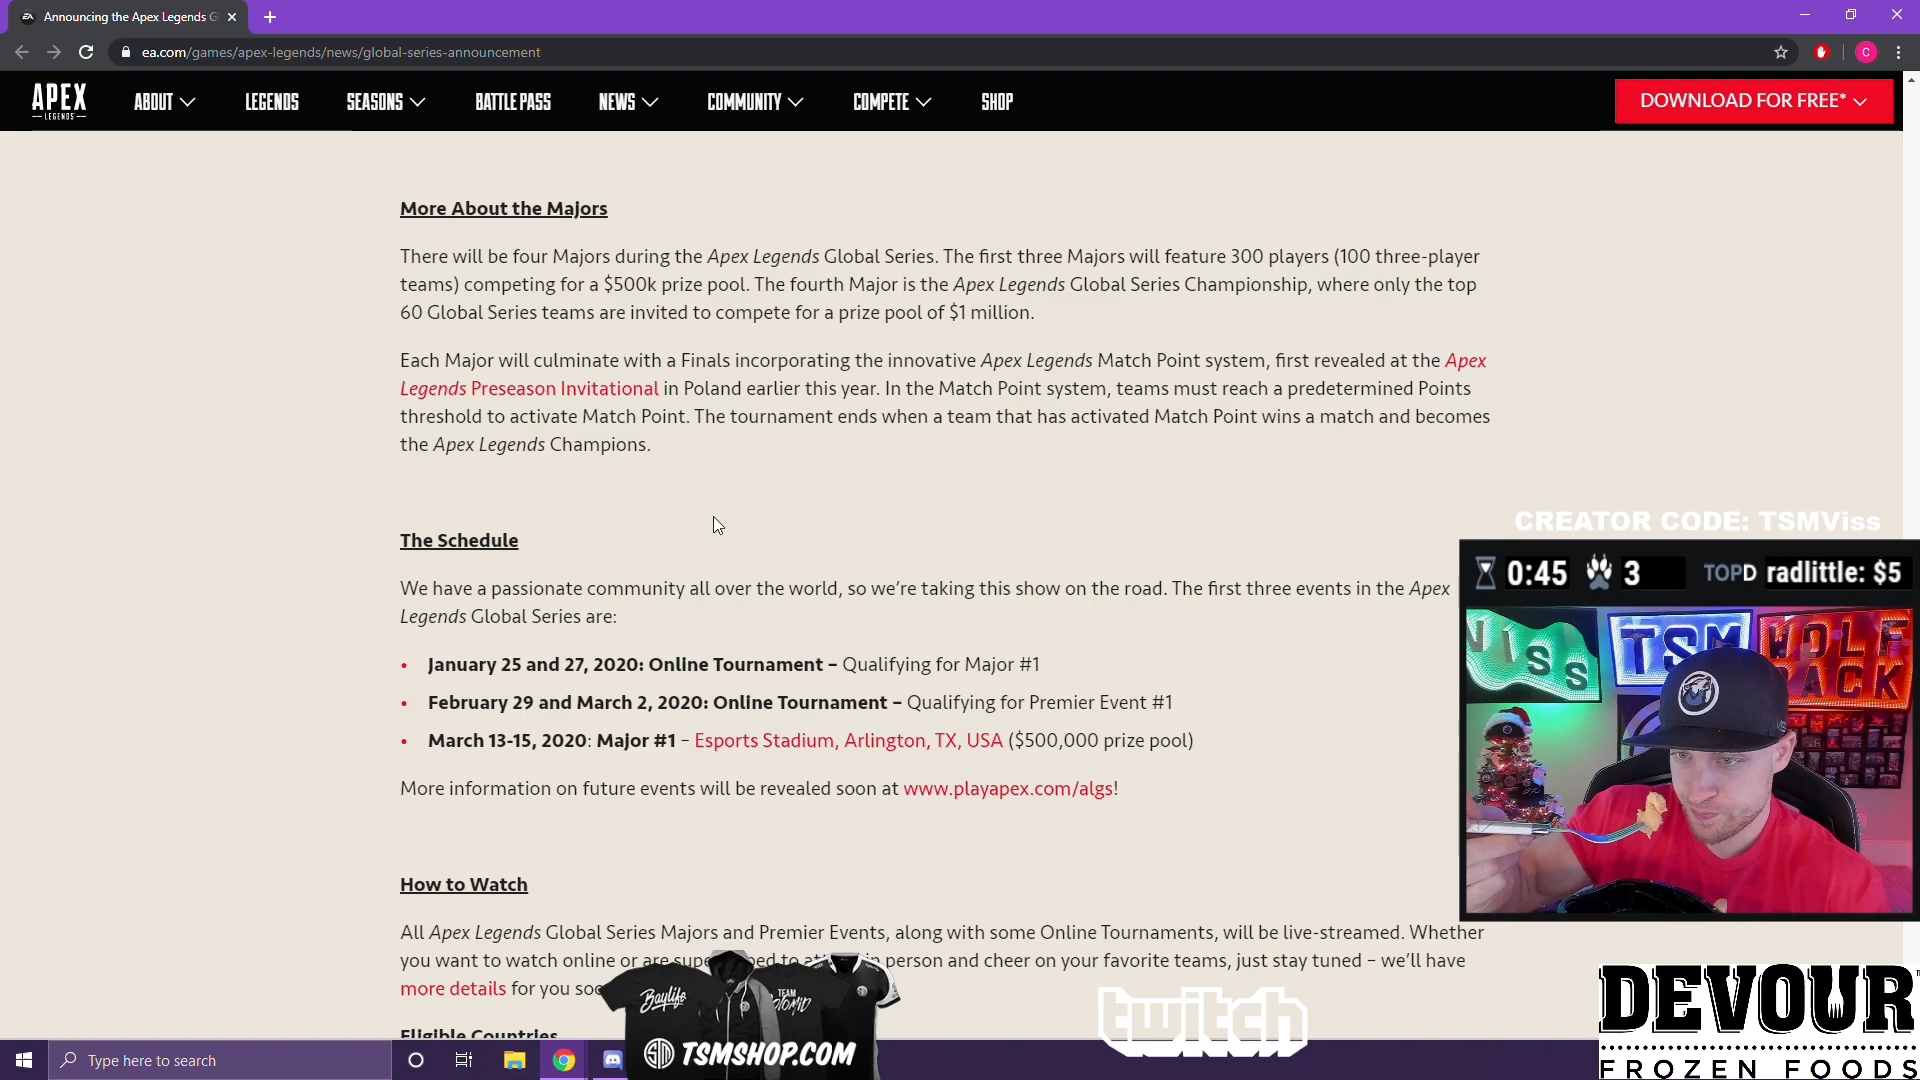 Announcing the Apex Legends G
ea.com/games/apex-legends/news/global-series-announcement
C
APEX
LEGENDS
ABOUT
LEGENDS
SEASONS
BATTLE PASS
NEWS
COMMUNITY
COMPETE
SHOP
DOWNLOAD FOR FREE*
More About the Majors
There will be four Majors during the Apex Legends Global Series. The first three Majors will feature 300 players (100 three-player
teams) competing for a $500k prize pool. The fourth Major is the Apex Legends Global Series Championship, where only the top
60 Global Series teams are invited to compete for a prize pool of $1 million.
Each Major will culminate with a Finals incorporating the innovative Apex Legends Match Point system, first revealed at the Apex
Legends Preseason Invitational in Poland earlier this year. In the Match Point system, teams must reach a predetermined Points
threshold to activate Match Point. The tournament ends when a team that has activated Match Point wins a match and becomes
the Apex Legends Champions.
The Schedule
We have a passionate community all over the world, so we're taking this show on the road. The first three events in the Apex
Legends Global Series are:
• January 25 and 27, 2020: Online Tournament – Qualifying for Major #1
• February 29 and March 2, 2020: Online Tournament – Qualifying for Premier Event #1
• March 13-15, 2020: Major #1 – Esports Stadium, Arlington, TX, USA ($500,000 prize pool)
More information on future events will be revealed soon at www.playapex.com/algs!
How to Watch
All Apex Legends Global Series Majors and Premier Events, along with some Online Tournaments, will be live-streamed. Whether
you want to watch online or are in person and cheer on your favorite teams, just stay tuned – we'll have
more details for you
Eligible Countries
CREATOR CODE: TSMViss
0:45
3
TOPD radlittle: $5
VISS
TSM
WOLF
PACK
Baylife
TEAM
SOLOMID
TSMSHOP.COM
twitch
DEVOUR
FROZEN FOODS
Type here to search